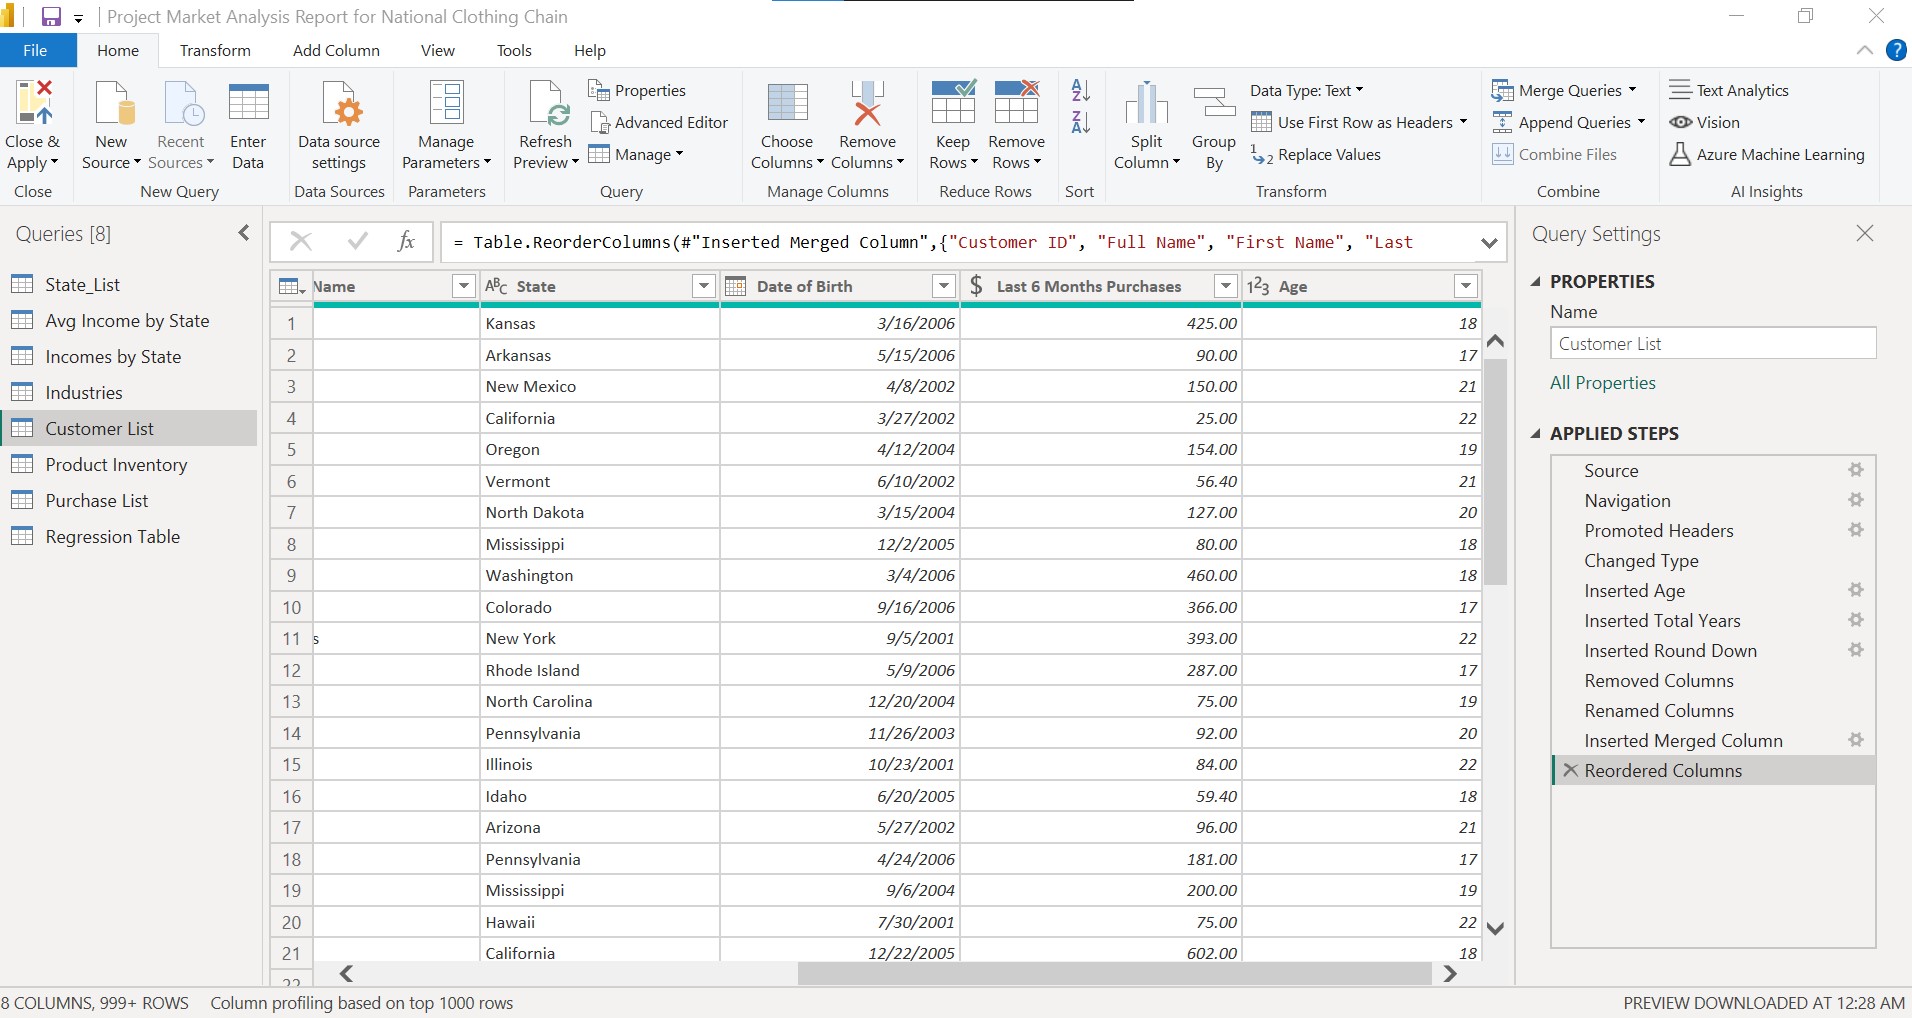 Project Market Analysis Report for National Clothing Chain
File Home Transform Add Column View Tools Help
Close & Apply
Close
New Source
Recent Sources
Enter Data
New Query
Data source settings
Data Sources
Manage Parameters
Parameters
Refresh Preview
Properties
Advanced Editor
Manage
Query
Choose Columns
Remove Columns
Manage Columns
Keep Rows
Remove Rows
Reduce Rows
A Z
Z A
Sort
Split Column
Group By
Data Type: Text
Use First Row as Headers
1 2 Replace Values
Transform
Merge Queries
Append Queries
Combine Files
Combine
Text Analytics
Vision
Azure Machine Learning
AI Insights
Queries [8]
State_List
Avg Income by State
Incomes by State
Industries
Customer List
Product Inventory
Purchase List
Regression Table
fx = Table.ReorderColumns(#"Inserted Merged Column",{"Customer ID", "Full Name", "First Name", "Last
Name ABC State Date of Birth $ Last 6 Months Purchases 123 Age
1 Kansas 3/16/2006 425.00 18
2 Arkansas 5/15/2006 90.00 17
3 New Mexico 4/8/2002 150.00 21
4 California 3/27/2002 25.00 22
5 Oregon 4/12/2004 154.00 19
6 Vermont 6/10/2002 56.40 21
7 North Dakota 3/15/2004 127.00 20
8 Mississippi 12/2/2005 80.00 18
9 Washington 3/4/2006 460.00 18
10 Colorado 9/16/2006 366.00 17
11 s New York 9/5/2001 393.00 22
12 Rhode Island 5/9/2006 287.00 17
13 North Carolina 12/20/2004 75.00 19
14 Pennsylvania 11/26/2003 92.00 20
15 Illinois 10/23/2001 84.00 22
16 Idaho 6/20/2005 59.40 18
17 Arizona 5/27/2002 96.00 21
18 Pennsylvania 4/24/2006 181.00 17
19 Mississippi 9/6/2004 200.00 19
20 Hawaii 7/30/2001 75.00 22
21 California 12/22/2005 602.00 18
22
Query Settings
PROPERTIES
Name
Customer List
All Properties
APPLIED STEPS
Source
Navigation
Promoted Headers
Changed Type
Inserted Age
Inserted Total Years
Inserted Round Down
Removed Columns
Renamed Columns
Inserted Merged Column
Reordered Columns
8 COLUMNS, 999+ ROWS Column profiling based on top 1000 rows PREVIEW DOWNLOADED AT 12:28 AM